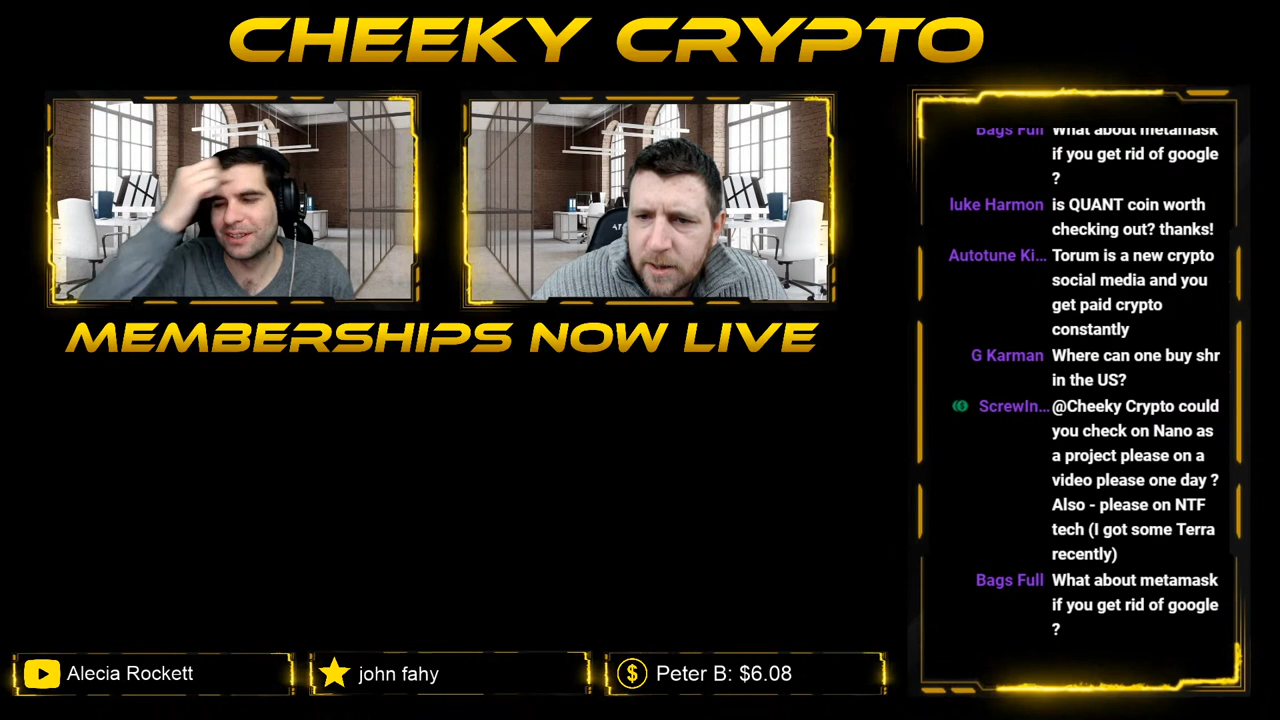 CHEEKY CRYPTO
MEMBERSHIPS NOW LIVE
Bags Full What about metamask
if you get rid of google
?
luke Harmon is QUANT coin worth
checking out? thanks!
Autotune Ki... Torum is a new crypto
social media and you
get paid crypto
constantly
G Karman Where can one buy shr
in the US?
ScrewIn... @Cheeky Crypto could
you check on Nano as
a project please on a
video please one day ?
Also - please on NTF
tech (I got some Terra
recently)
Bags Full What about metamask
if you get rid of google
?
Alecia Rockett
john fahy
Peter B: $6.08